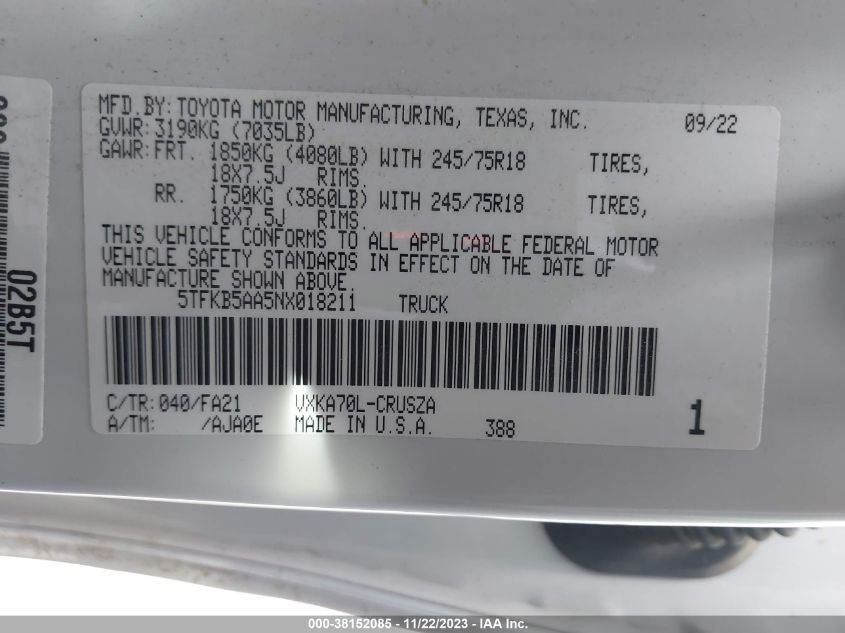 MFD.BY: TOYOTA MOTOR MANUFACTURING, TEXAS, INC. 09/22
GVWR: 3190KG (7035LB)
GAWR: FRT. 1850KG (4080LB) WITH 245/75R18 TIRES,
18X7.5J RIMS.
RR. 1750KG (3860LB) WITH 245/75R18 TIRES,
18X7.5J RIMS.
THIS VEHICLE CONFORMS TO ALL APPLICABLE FEDERAL MOTOR
VEHICLE SAFETY STANDARDS IN EFFECT ON THE DATE OF
MANUFACTURE SHOWN ABOVE.
5TFKB5AA5NX018211 TRUCK
C/TR: 040/FA21 VXKA70L-CRUSZA
A/TM: /AJA0E MADE IN U.S.A. 388 1
02B5T
000-38152085 - 11/22/2023 - © IAA, Inc.